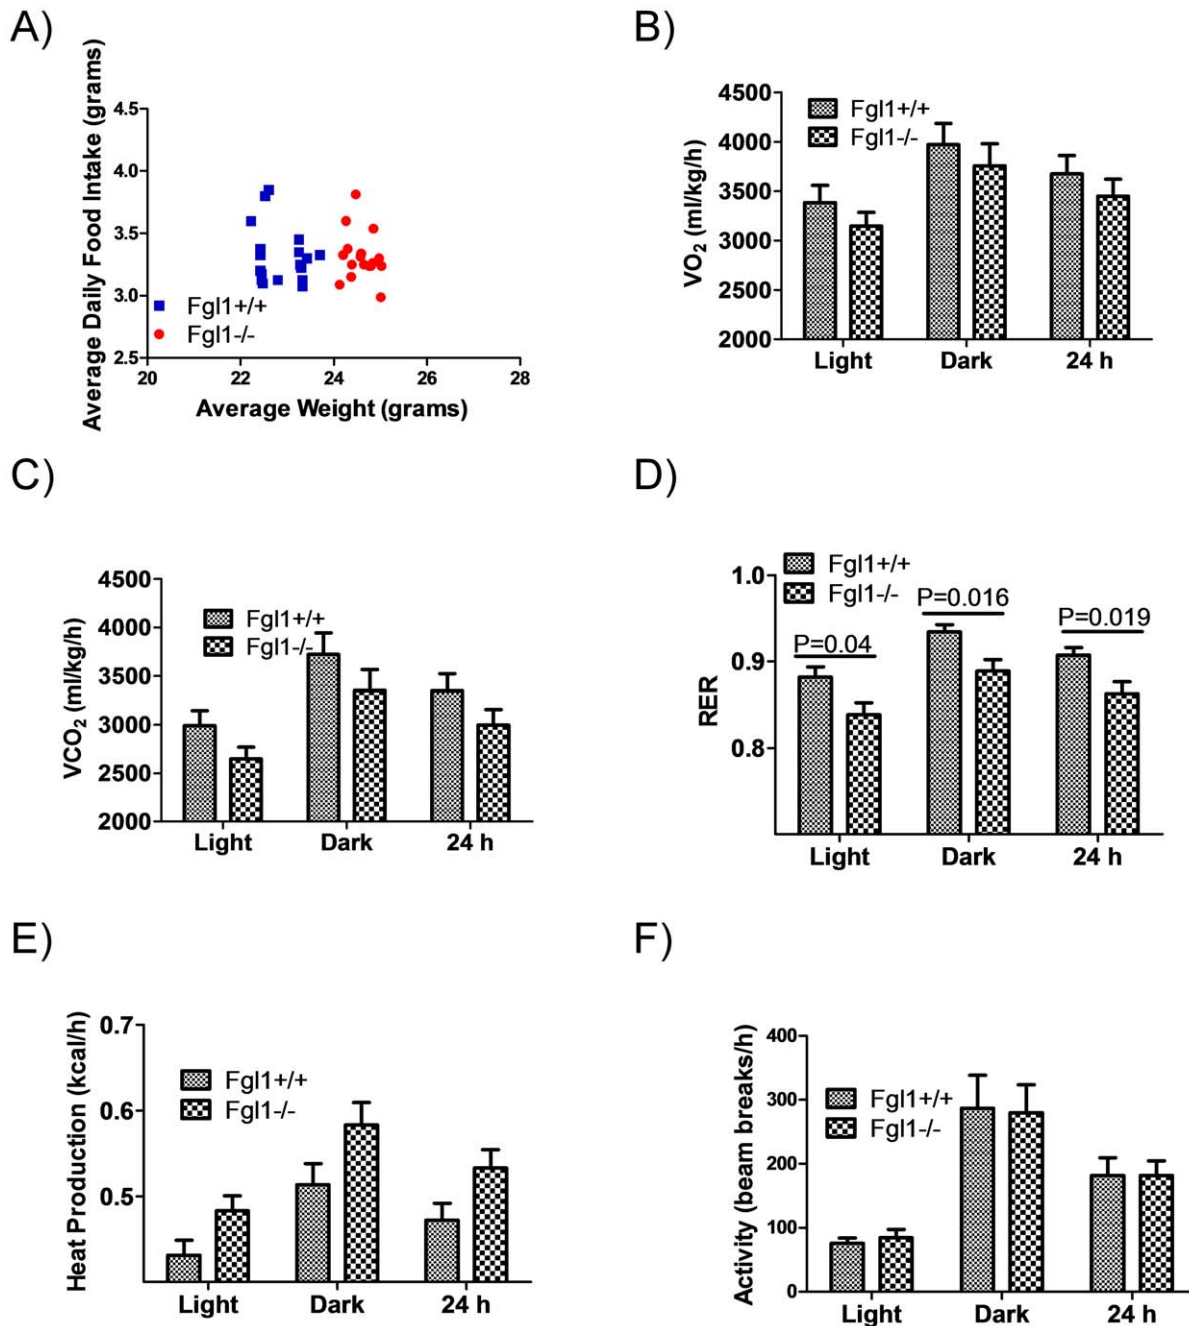 A)
Average Daily Food Intake (grams)
4.5
4.0
3.5
3.0
2.5
Fgl1+/+
Fgl1-/-
20 22 24 26 28
Average Weight (grams)
B)
VO2 (ml/kg/h)
4500
4000
3500
3000
2500
2000
Fgl1+/+
Fgl1-/-
Light Dark 24 h
C)
VCO2 (ml/kg/h)
4500
4000
3500
3000
2500
2000
Fgl1+/+
Fgl1-/-
Light Dark 24 h
D)
RER
1.0
0.9
0.8
Fgl1+/+
Fgl1-/-
P=0.04
P=0.016
P=0.019
Light Dark 24 h
E)
Heat Production (kcal/h)
0.7
0.6
0.5
Fgl1+/+
Fgl1-/-
Light Dark 24 h
F)
Activity (beam breaks/h)
400
300
200
100
0
Fgl1+/+
Fgl1-/-
Light Dark 24 h